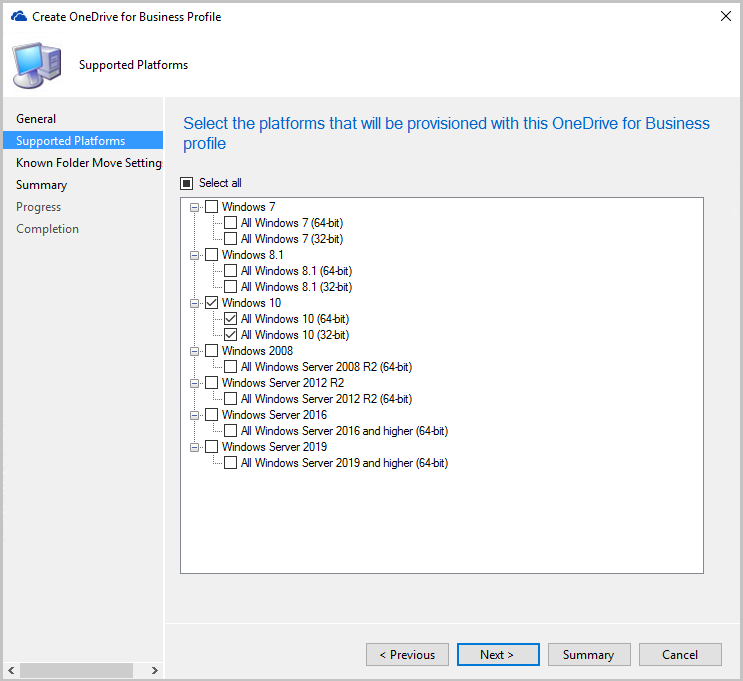 Create OneDrive for Business Profile
Supported Platforms
General
Supported Platforms
Known Folder Move Setting
Summary
Progress
Completion
Select the platforms that will be provisioned with this OneDrive for Business
profile
Select all
Windows 7
All Windows 7 (64-bit)
All Windows 7 (32-bit)
Windows 8.1
All Windows 8.1 (64-bit)
All Windows 8.1 (32-bit)
Windows 10
All Windows 10 (64-bit)
All Windows 10 (32-bit)
Windows 2008
All Windows Server 2008 R2 (64-bit)
Windows Server 2012 R2
All Windows Server 2012 R2 (64-bit)
Windows Server 2016
All Windows Server 2016 and higher (64-bit)
Windows Server 2019
All Windows Server 2019 and higher (64-bit)
< Previous
Next >
Summary
Cancel